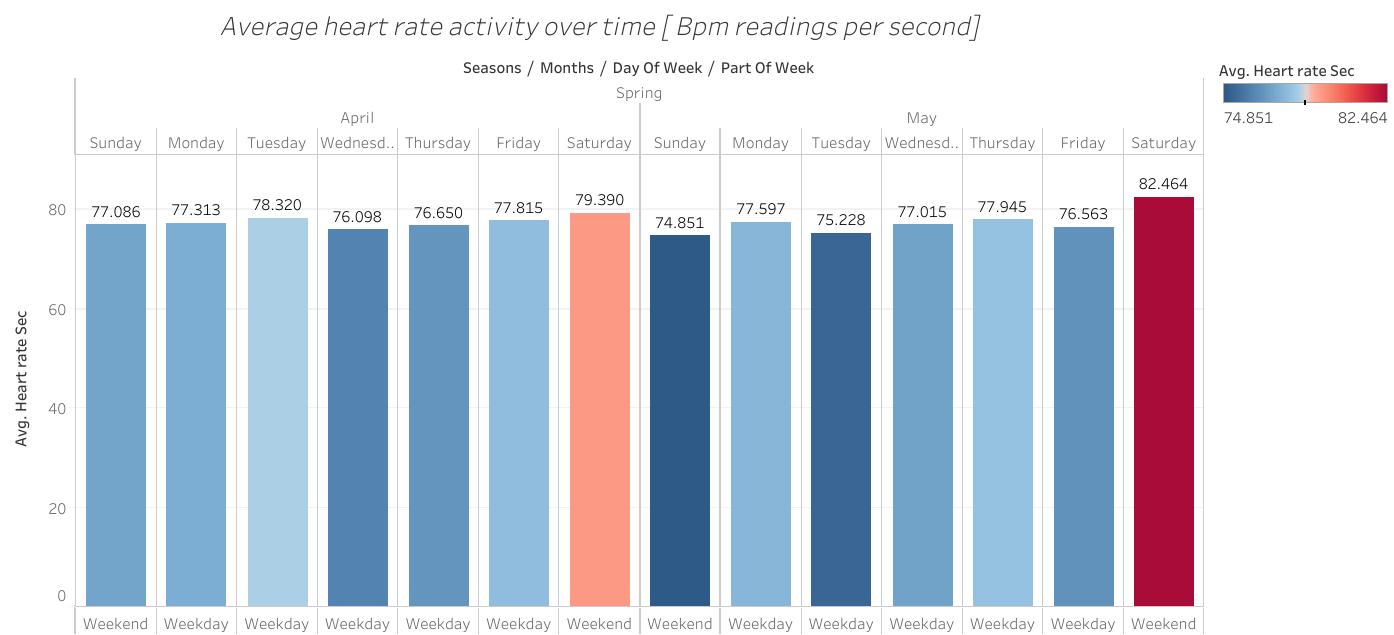 Average heart rate activity over time [ Bpm readings per second]
Seasons / Months / Day Of Week / Part Of Week
Avg. Heart rate Sec
74.851 82.464
Spring
April May
Sunday Monday Tuesday Wednesd.. Thursday Friday Saturday Sunday Monday Tuesday Wednesd.. Thursday Friday Saturday
77.086 77.313 78.320 76.098 76.650 77.815 79.390 74.851 77.597 75.228 77.015 77.945 76.563 82.464
80
60
40
20
0
Avg. Heart rate Sec
Weekend Weekday Weekday Weekday Weekday Weekday Weekend Weekend Weekday Weekday Weekday Weekday Weekday Weekend